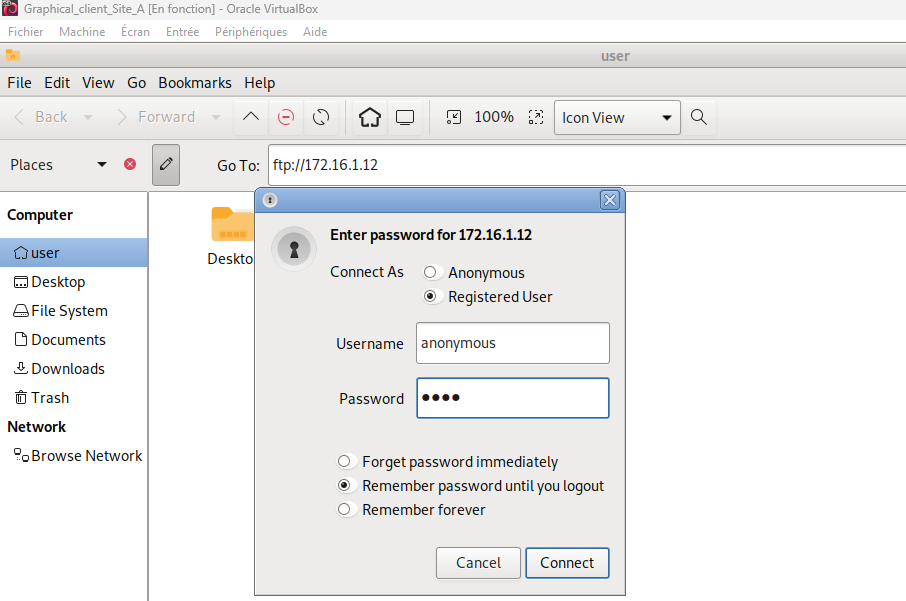 Graphical_client_Site_A [En fonction] - Oracle VirtualBox
Fichier Machine Écran Entrée Périphériques Aide
user
File Edit View Go Bookmarks Help
Back Forward 100% Icon View
Places Go To: ftp://172.16.1.12
Computer
user
Desktop
File System
Documents
Downloads
Trash
Network
Browse Network
Deskto
Enter password for 172.16.1.12
Connect As Anonymous
Registered User
Username anonymous
Password ●●●●
Forget password immediately
Remember password until you logout
Remember forever
Cancel Connect